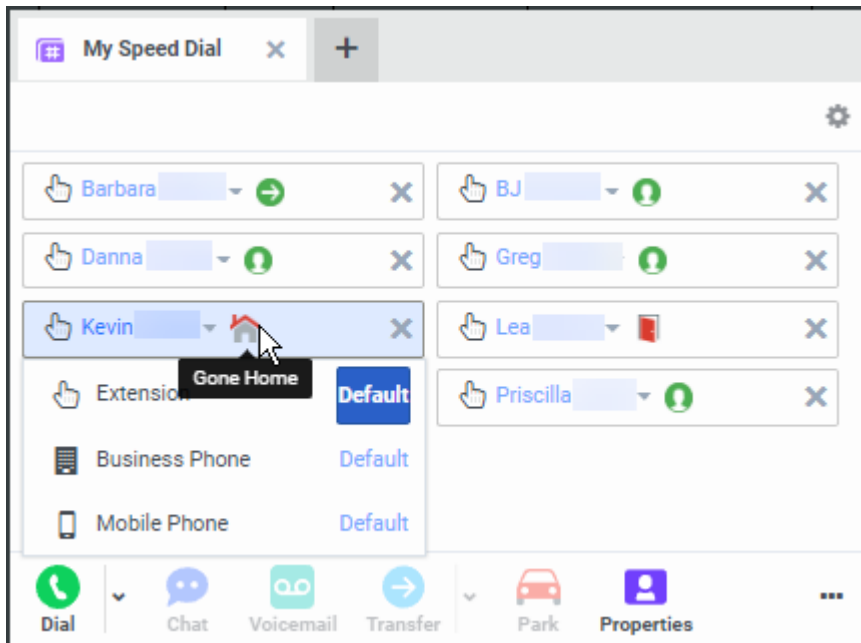 My Speed Dial
Barbara
BJ
Danna
Greg
Kevin
Lea
Gone Home
Extension
Default
Priscilla
Business Phone
Default
Mobile Phone
Default
Dial
Chat
Voicemail
Transfer
Park
Properties